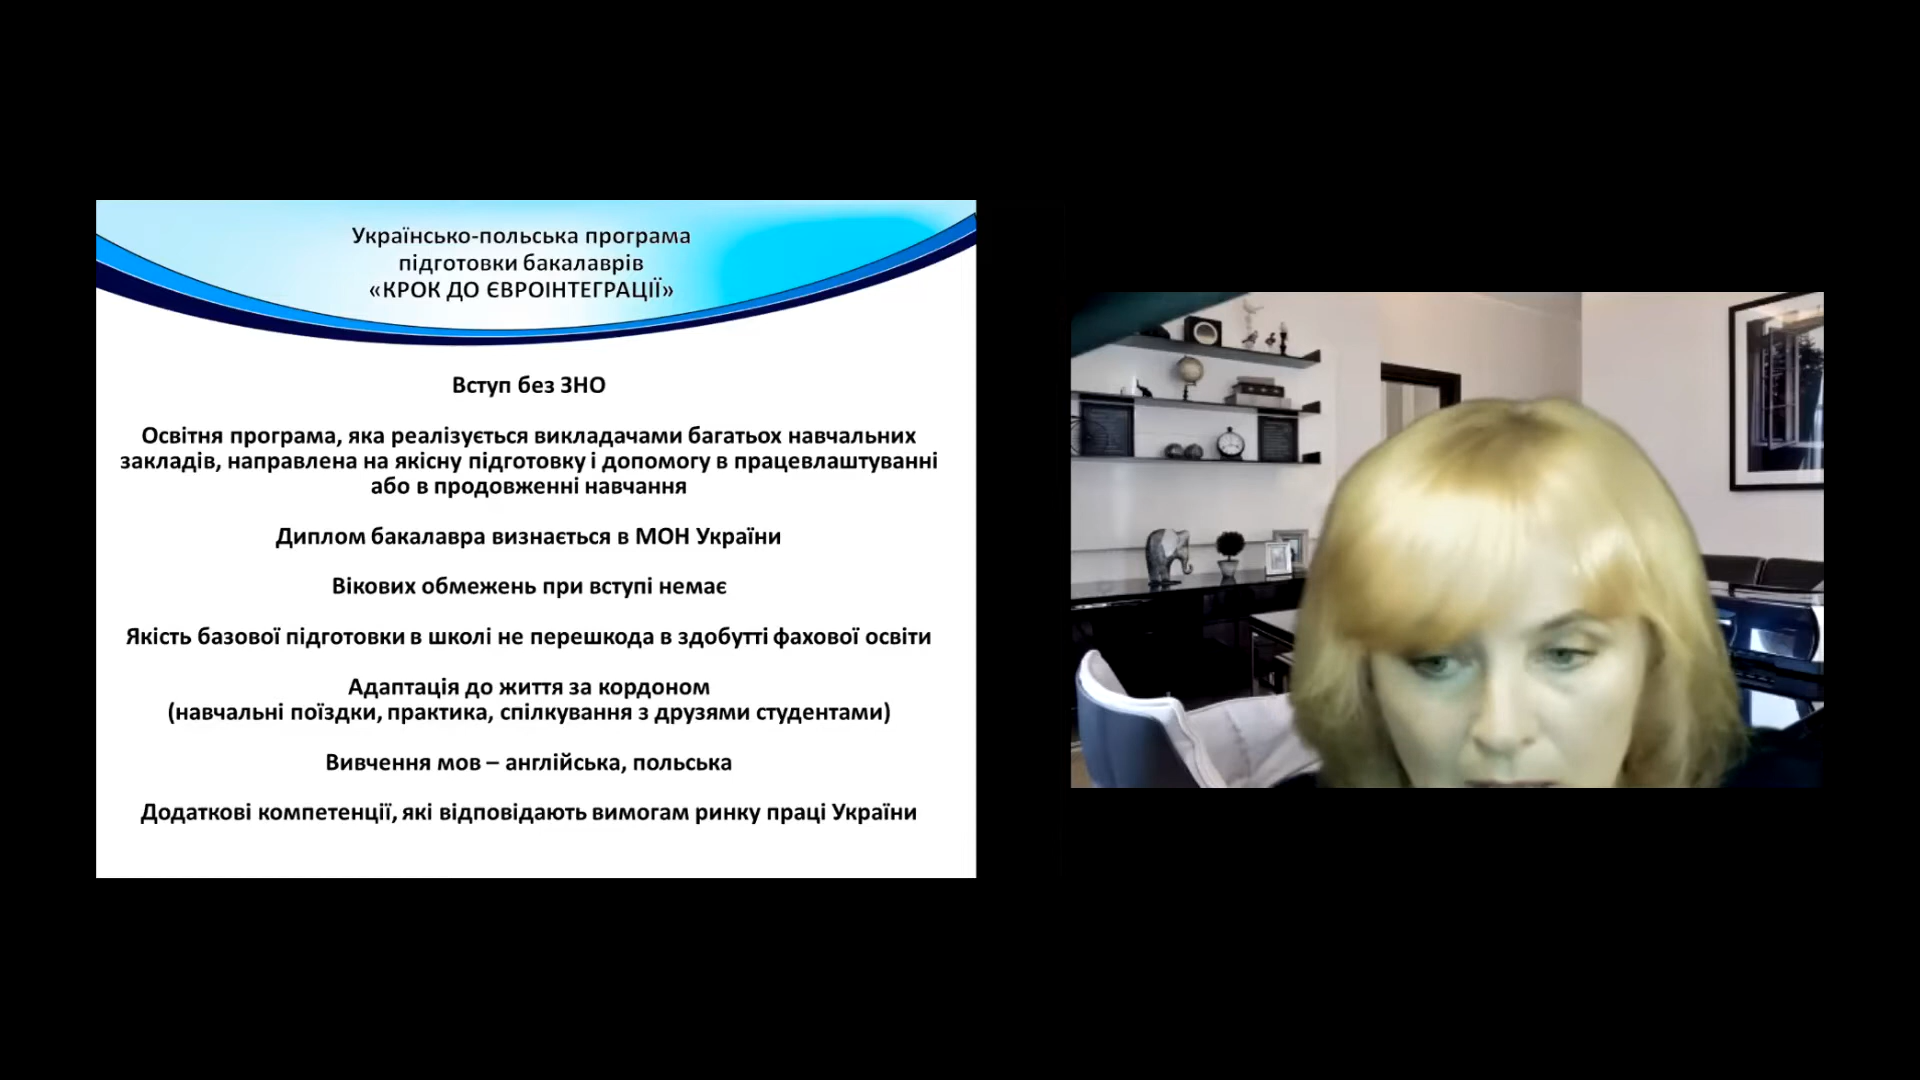 Українсько-польська програма
підготовки бакалаврів
«КРОК ДО ЄВРОІНТЕГРАЦІЇ»
Вступ без ЗНО
Освітня програма, яка реалізується викладачами багатьох навчальних
закладів, направлена на якісну підготовку і допомогу в працевлаштуванні
або в продовженні навчання
Диплом бакалавра визнається в МОН України
Вікових обмежень при вступі немає
Якість базової підготовки в школі не перешкода в здобутті фахової освіти
Адаптація до життя за кордоном
(навчальні поїздки, практика, спілкування з друзями студентами)
Вивчення мов – англійська, польська
Додаткові компетенції, які відповідають вимогам ринку праці України